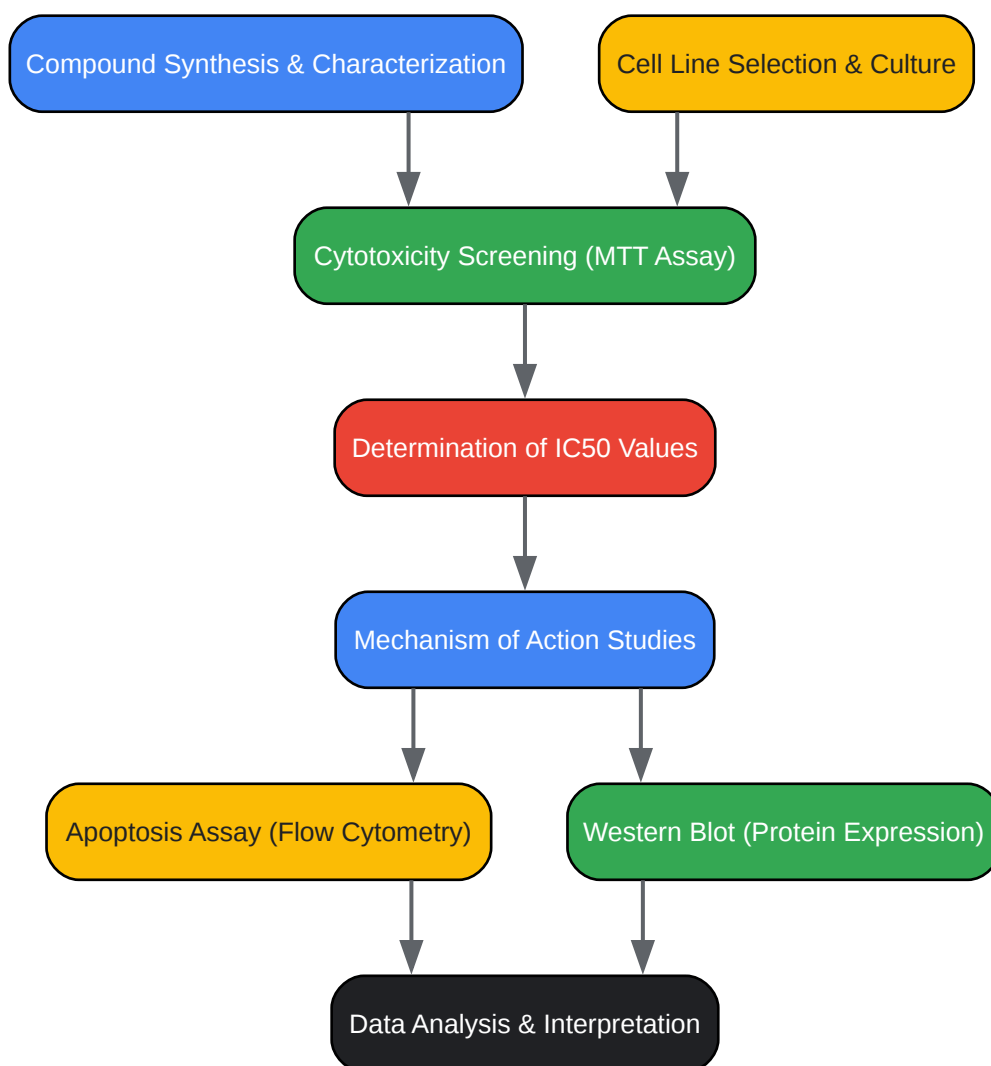 Compound Synthesis & Characterization
Cell Line Selection & Culture
Cytotoxicity Screening (MTT Assay)
Determination of IC50 Values
Mechanism of Action Studies
Apoptosis Assay (Flow Cytometry)
Western Blot (Protein Expression)
Data Analysis & Interpretation